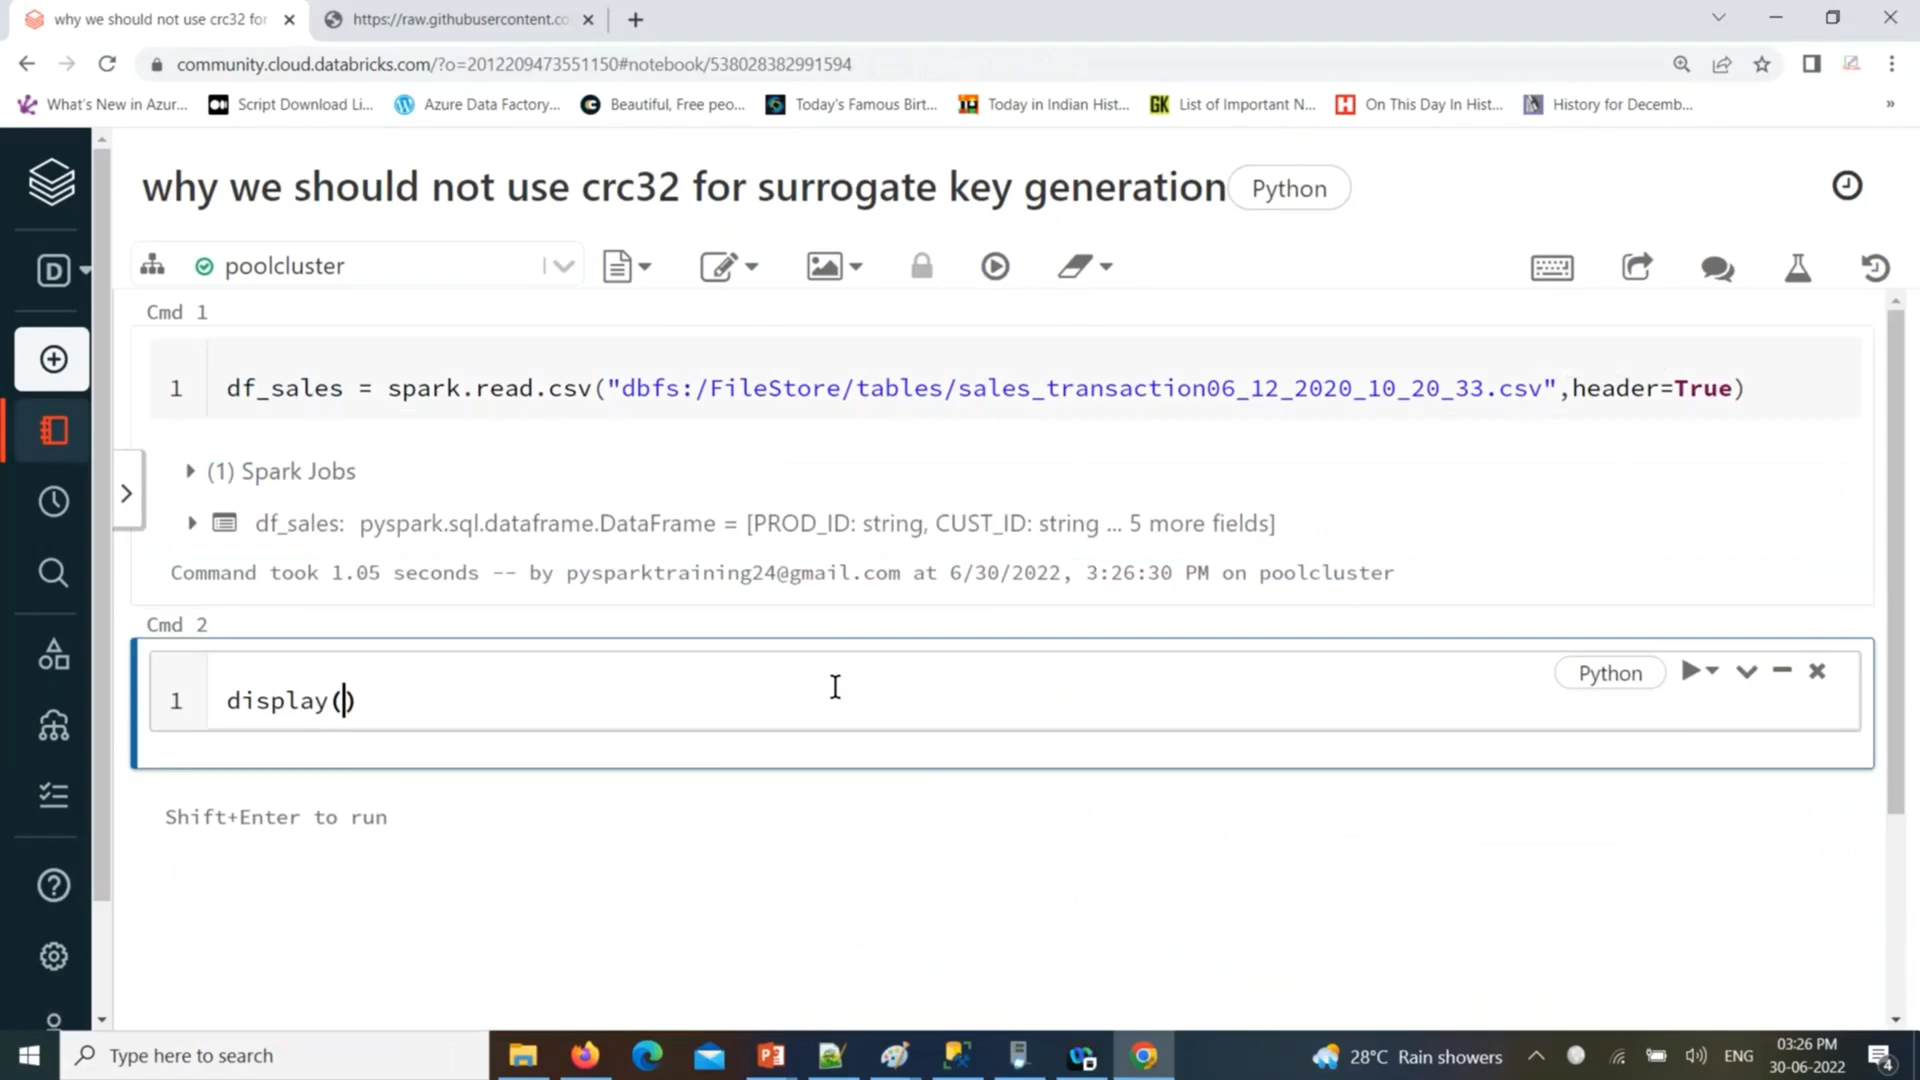 why we should not use crc32 for
https://raw.githubusercontent.co
community.cloud.databricks.com/?o=2012209473551150#notebook/538028382991594
What's New in Azur...
Script Download Li...
Azure Data Factory...
Beautiful, Free peo...
Today's Famous Birt...
Today in Indian Hist...
GK
List of Important N...
H
On This Day In Hist...
History for Decemb...
»
why we should not use crc32 for surrogate key generation
Python
D
poolcluster
Cmd 1
1 df_sales = spark.read.csv("dbfs:/FileStore/tables/sales_transaction06_12_2020_10_20_33.csv",header=True)
(1) Spark Jobs
df_sales: pyspark.sql.dataframe.DataFrame = [PROD_ID: string, CUST_ID: string ... 5 more fields]
Command took 1.05 seconds -- by pysparktraining24@gmail.com at 6/30/2022, 3:26:30 PM on poolcluster
Cmd 2
Python
1 display()
Shift+Enter to run
Type here to search
28°C Rain showers
ENG
03:26 PM
30-06-2022
4